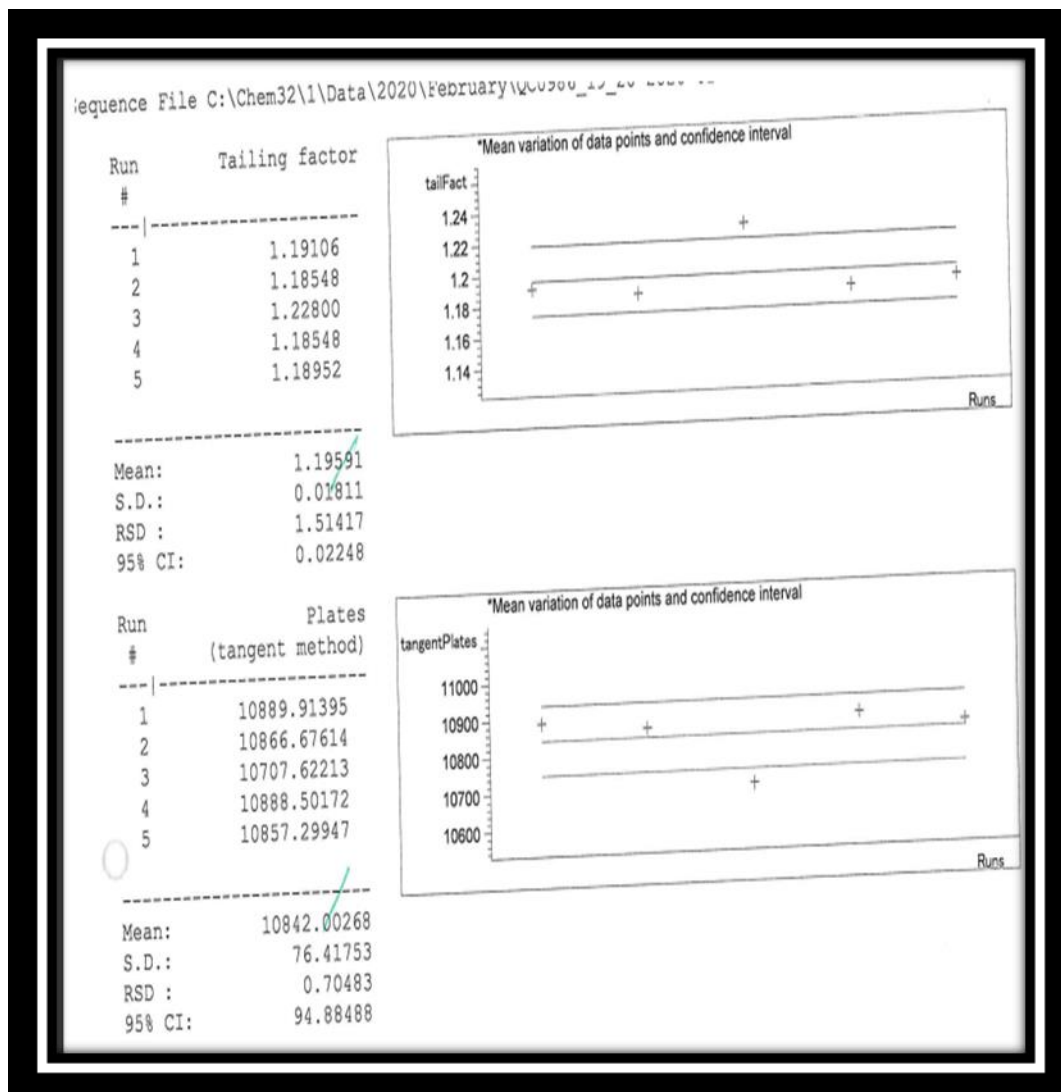 equence File C:\Chem32\1\Data\2020\February\
Run Tailing factor
#
---|--------------------
1 1.19106
2 1.18548
3 1.22800
4 1.18548
5 1.18952
------------------------
Mean: 1.19591
S.D.: 0.01811
RSD : 1.51417
95% CI: 0.02248
*Mean variation of data points and confidence interval
tailFact
1.24
1.22
1.2
1.18
1.16
1.14
Runs
Run Plates
# (tangent method)
---|--------------------
1 10889.91395
2 10866.67614
3 10707.62213
4 10888.50172
5 10857.29947
------------------------
Mean: 10842.00268
S.D.: 76.41753
RSD : 0.70483
95% CI: 94.88488
*Mean variation of data points and confidence interval
tangentPlates
11000
10900
10800
10700
10600
Runs